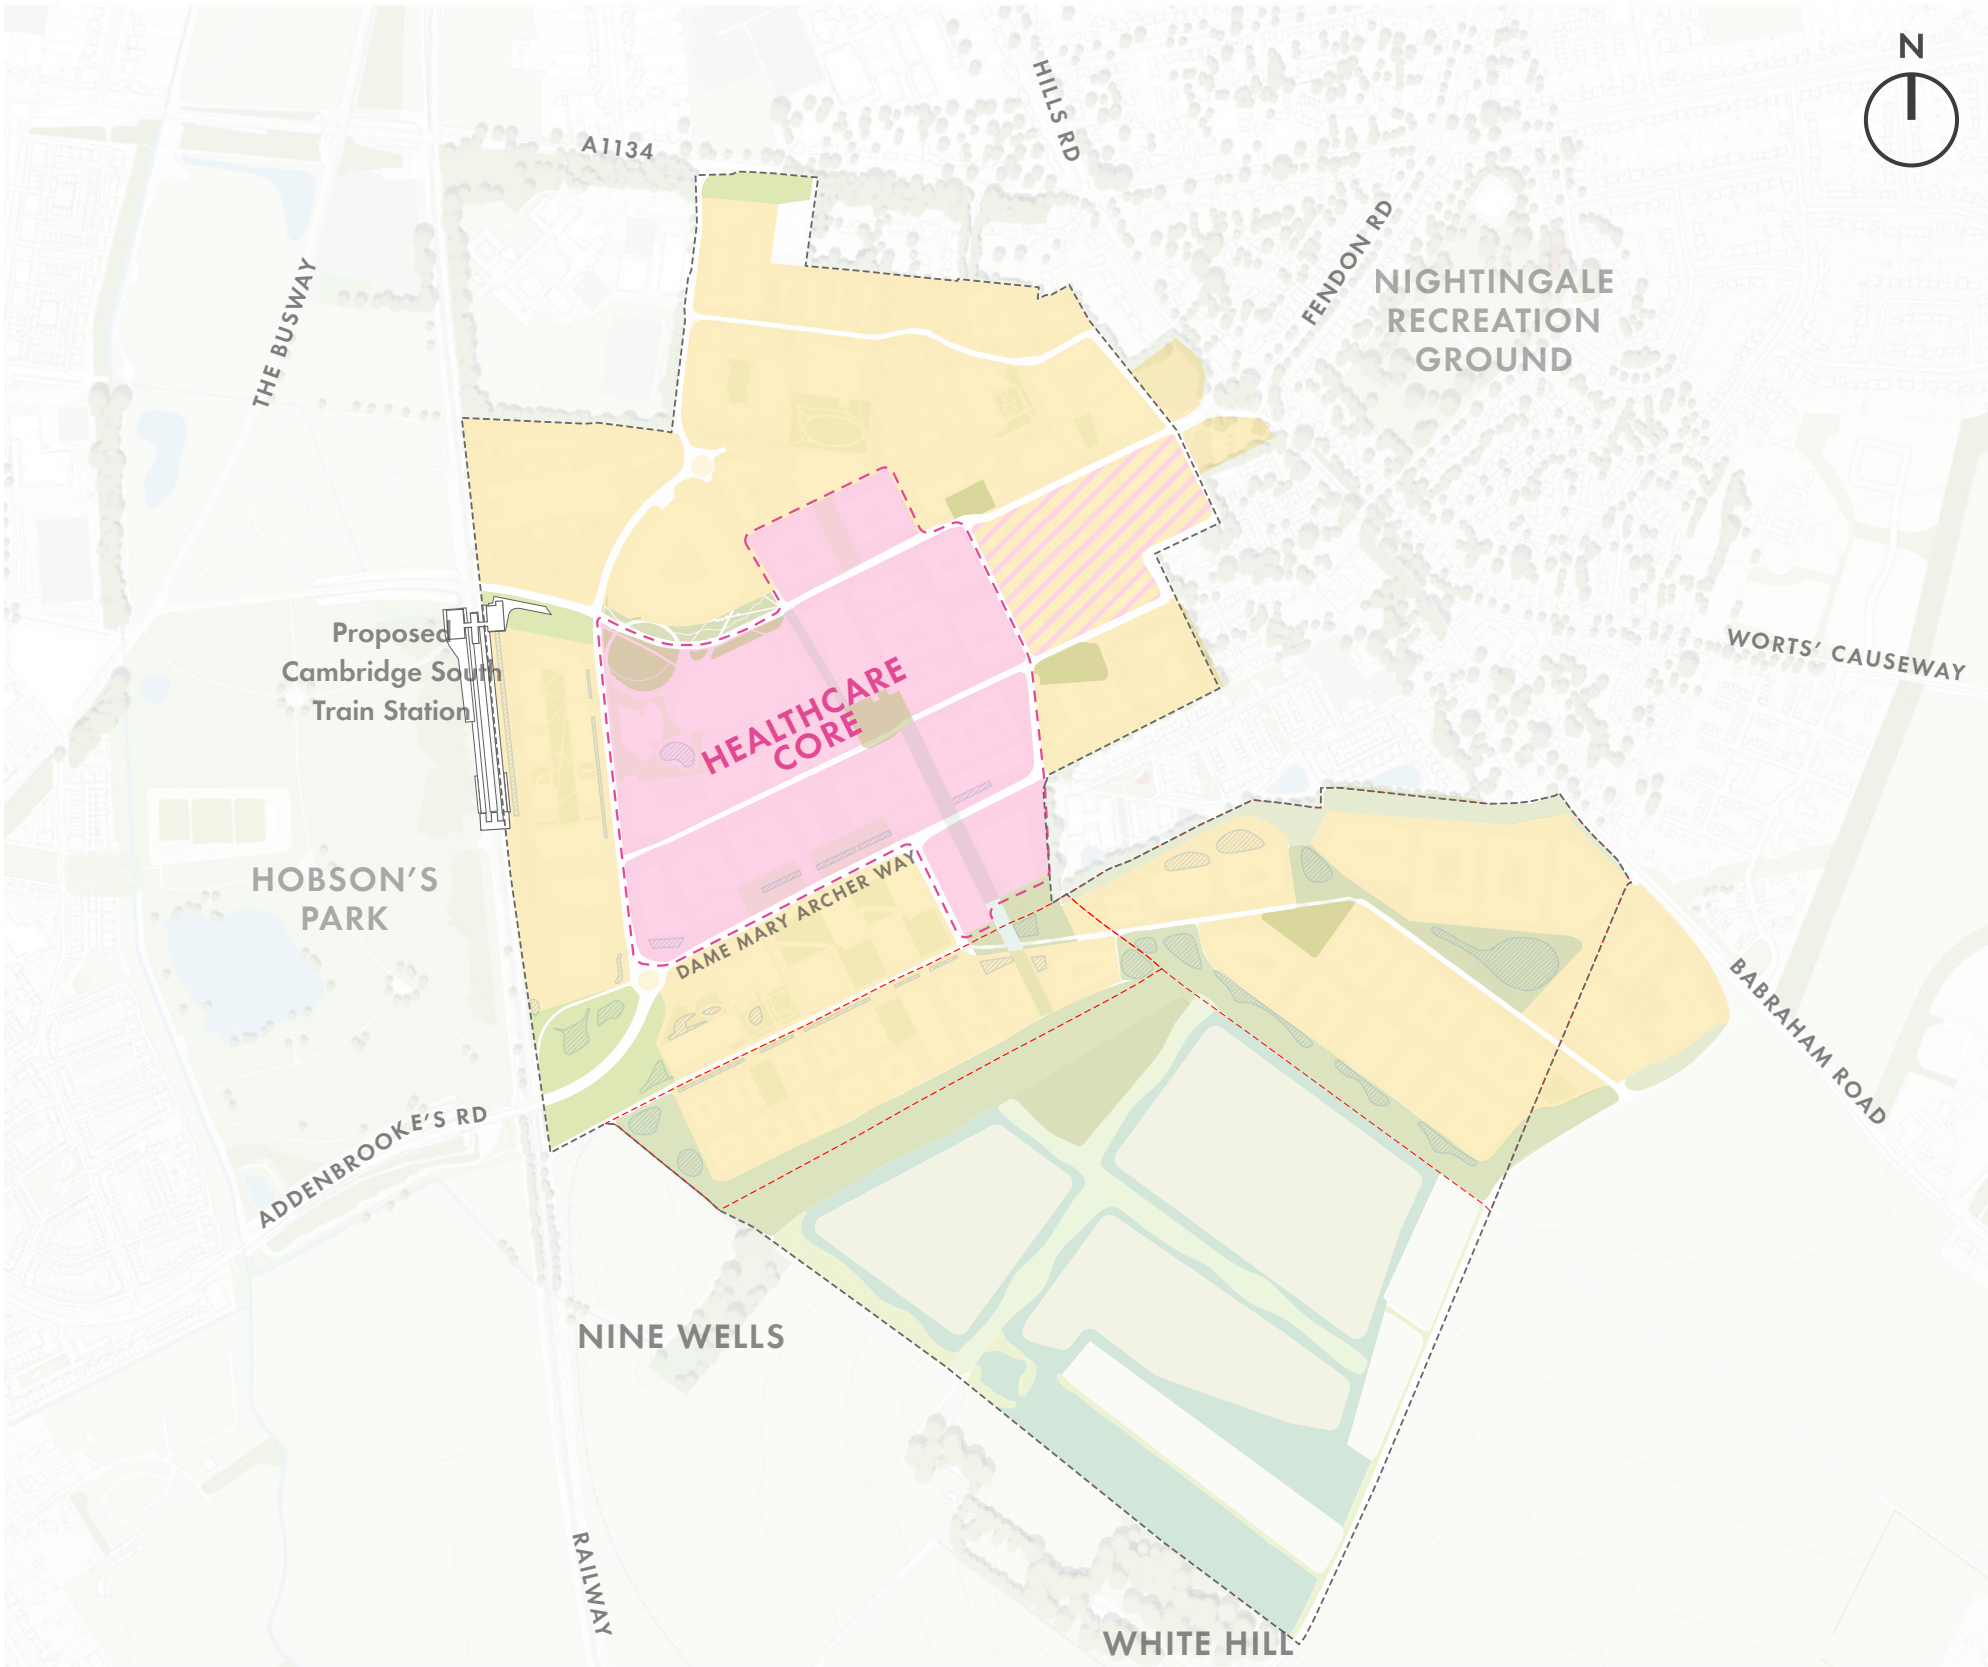 N
HILLS RD
A1134
FENDON RD
THE BUSWAY
NIGHTINGALE
RECREATION
GROUND
Proposed
Cambridge South
Train Station
WORTS’ CAUSEWAY
HEALTHCARE
CORE
HOBSON’S
PARK
DAME MARY ARCHER WAY
BABRAHAM ROAD
ADDENBROOKE’S RD
NINE WELLS
RAILWAY
WHITE HILL